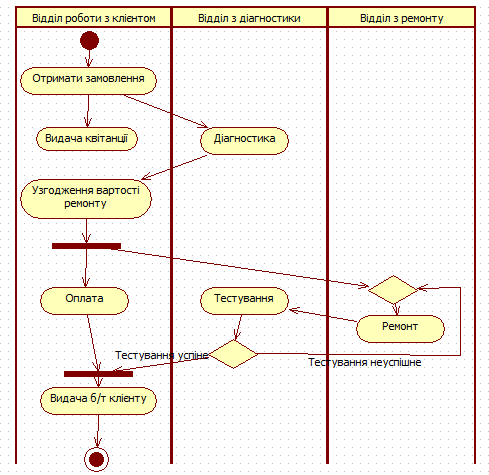 Відділ роботи з клієнтом
Відділ з діагностики
Відділ з ремонту
Отримати замовлення
Видача квітанції
Діагностика
Узгодження вартості
ремонту
Оплата
Тестування
Ремонт
Тестування успіне
Тестування неуспішне
Видача б/т клієнту